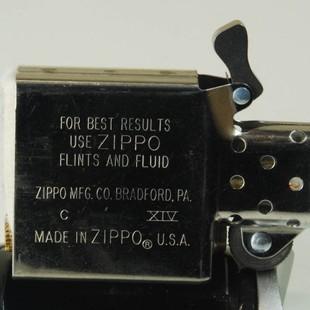 FOR BEST RESULTS
USE ZIPPO
FLINTS AND FLUID
ZIPPO MFG. CO. BRADFORD, PA.
C XIV
MADE IN ZIPPO® U.S.A.